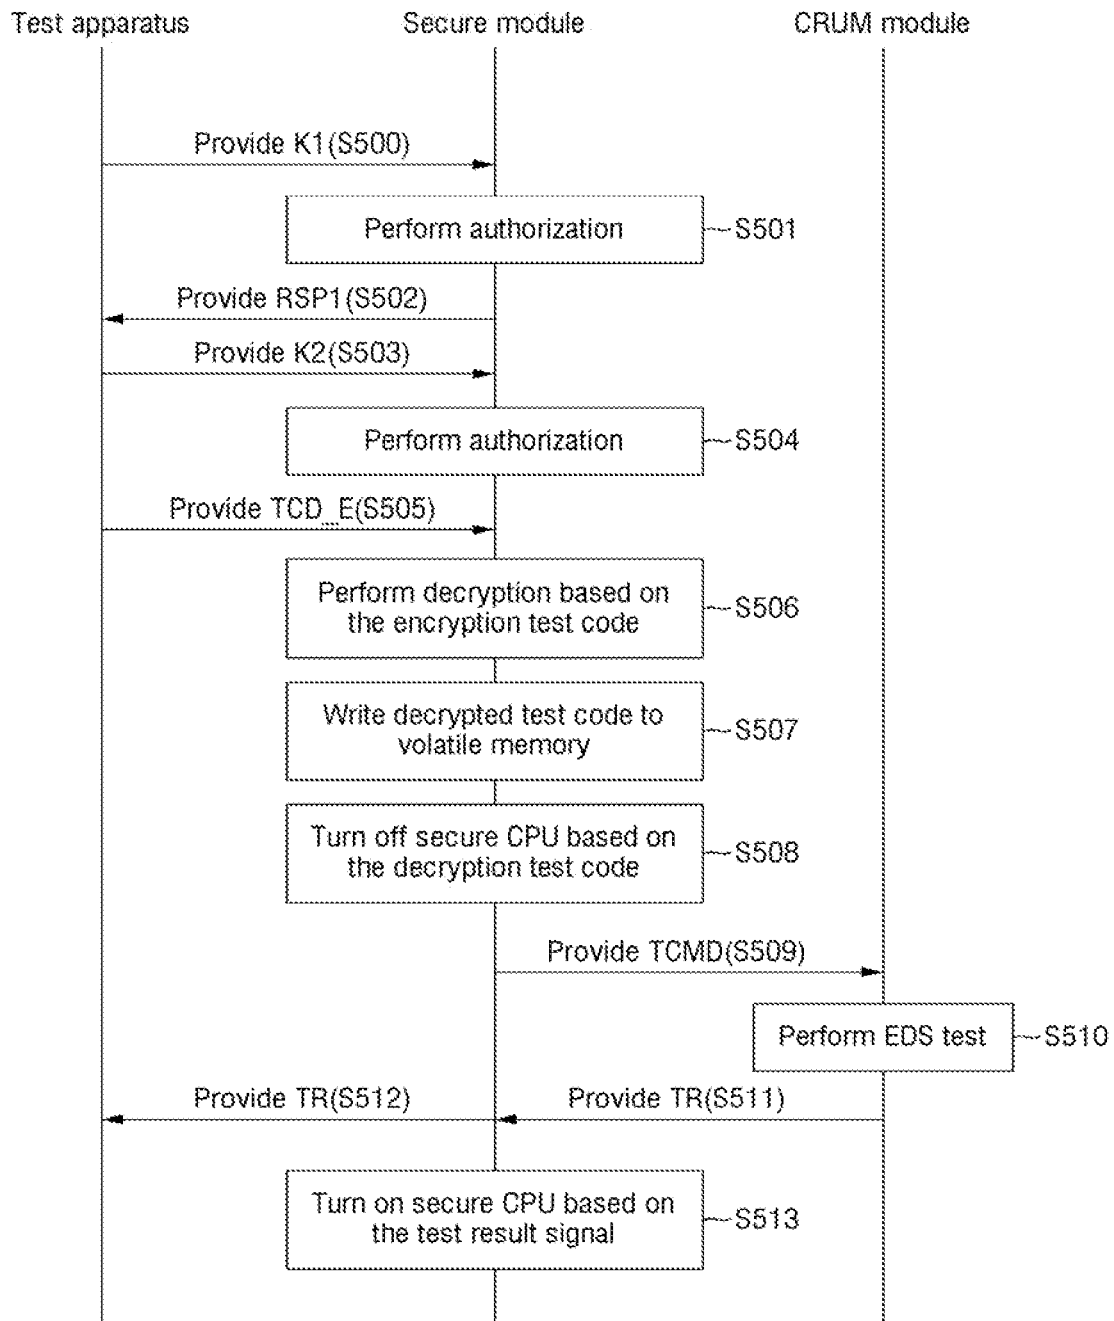 Test apparatus
Secure module
CRUM module
Provide K1(S500)
Perform authorization
S501
Provide RSP1(S502)
Provide K2(S503)
Perform authorization
S504
Provide TCD_E(S505)
Perform decryption based on
the encryption test code
S506
Write decrypted test code to
volatile memory
S507
Turn off secure CPU based on
the decryption test code
S508
Provide TCMD(S509)
Perform EDS test
S510
Provide TR(S512)
Provide TR(S511)
Turn on secure CPU based on
the test result signal
S513